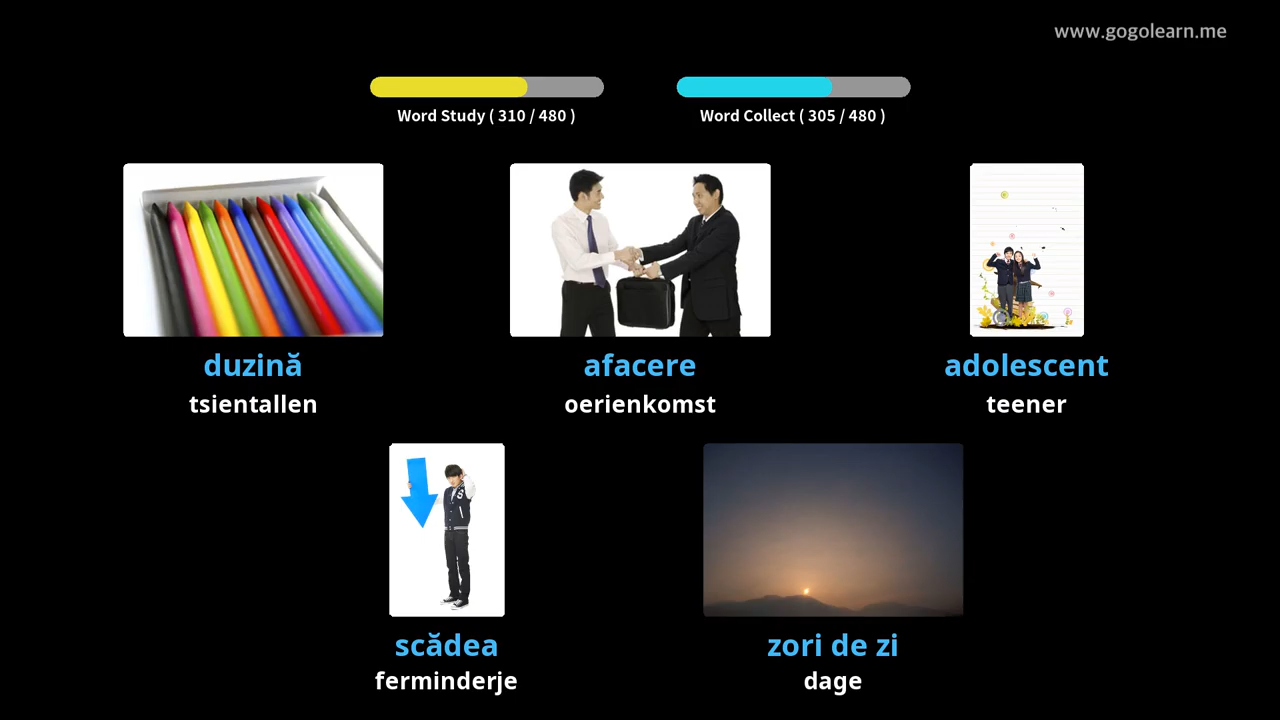 www.gogolearn.me
Word Study ( 310 / 480 )
Word Collect ( 305 / 480 )
duzină
afacere
adolescent
tsientallen
oerienkomst
teener
scădea
zori de zi
ferminderje
dage